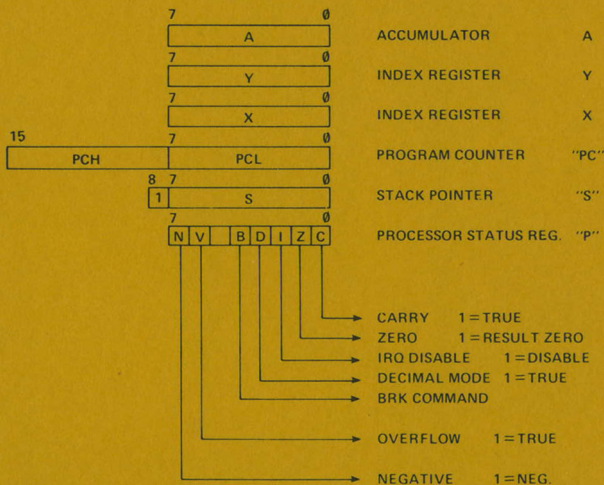 7 0
A ACCUMULATOR A
7 0
Y INDEX REGISTER Y
7 0
X INDEX REGISTER X
15 7 0
PCH PCL PROGRAM COUNTER "PC"
8 7 0
1 S STACK POINTER "S"
7 0
N V B D I Z C PROCESSOR STATUS REG. "P"
CARRY 1=TRUE
ZERO 1=RESULT ZERO
IRQ DISABLE 1=DISABLE
DECIMAL MODE 1=TRUE
BRK COMMAND
OVERFLOW 1=TRUE
NEGATIVE 1=NEG.